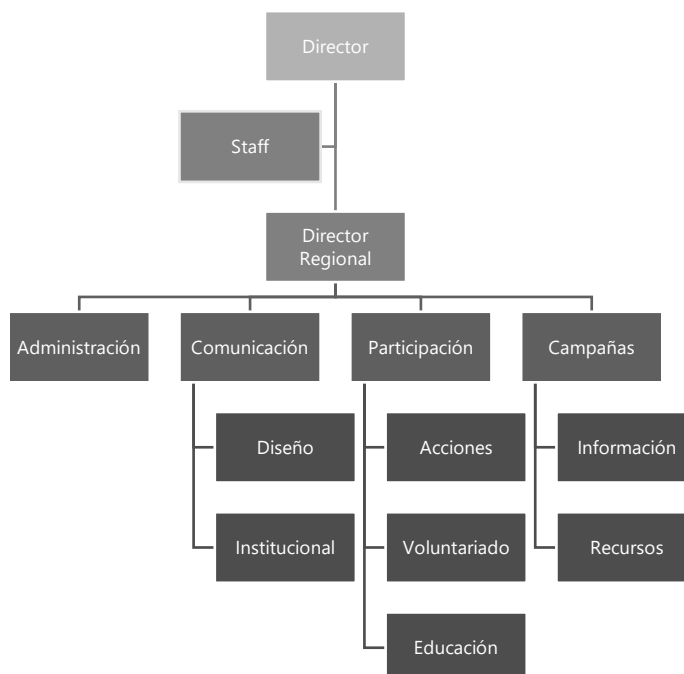 Director
Staff
Director
Regional
Administración
Comunicación
Participación
Campañas
Diseño
Acciones
Información
Institucional
Voluntariado
Recursos
Educación